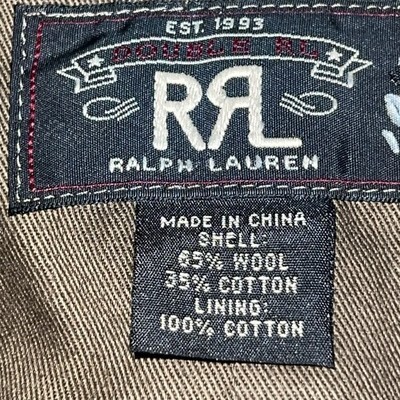 EST. 1993
DOUBLE RL
RRL
RALPH LAUREN
MADE IN CHINA
SHELL:
65% WOOL
35% COTTON
LINING:
100% COTTON